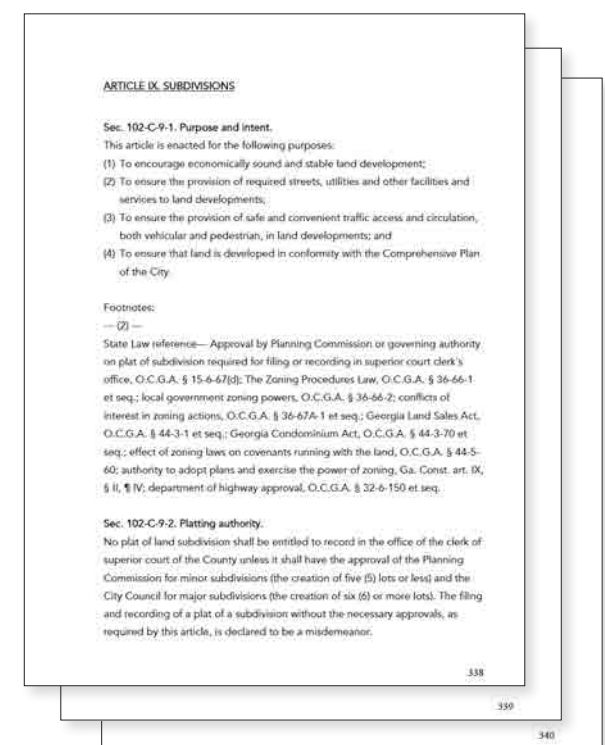 ARTICLE IX. SUBDIVISIONS
Sec. 102-C-9-1. Purpose and intent.
This article is enacted for the following purposes:
(1) To encourage economically sound and stable land development;
(2) To ensure the provision of required streets, utilities and other facilities and
services to land developments;
(3) To ensure the provision of safe and convenient traffic access and circulation,
both vehicular and pedestrian, in land developments; and
(4) To ensure that land is developed in conformity with the Comprehensive Plan
of the City.
Footnotes:
--- (2) ---
State Law reference— Approval by Planning Commission or governing authority
on plat of subdivision required for filing or recording in superior court clerk's
office, O.C.G.A. § 15-6-67(d); The Zoning Procedures Law, O.C.G.A. § 36-66-1
et seq.; local government zoning powers, O.C.G.A. § 36-66-2; conflicts of
interest in zoning actions, O.C.G.A. § 36-67A-1 et seq.; Georgia Land Sales Act,
O.C.G.A. § 44-3-1 et seq.; Georgia Condominium Act, O.C.G.A. § 44-3-70 et
seq.; effect of zoning laws on covenants running with the land, O.C.G.A. § 44-5-
60; authority to adopt plans and exercise the power of zoning, Ga. Const. art. IX,
§ II, ¶ IV; department of highway approval, O.C.G.A. § 32-6-150 et seq.
Sec. 102-C-9-2. Platting authority.
No plat of land subdivision shall be entitled to record in the office of the clerk of
superior court of the County unless it shall have the approval of the Planning
Commission for minor subdivisions (the creation of five (5) lots or less) and the
City Council for major subdivisions (the creation of six (6) or more lots). The filing
and recording of a plat of a subdivision without the necessary approvals, as
required by this article, is declared to be a misdemeanor.
338
339
340